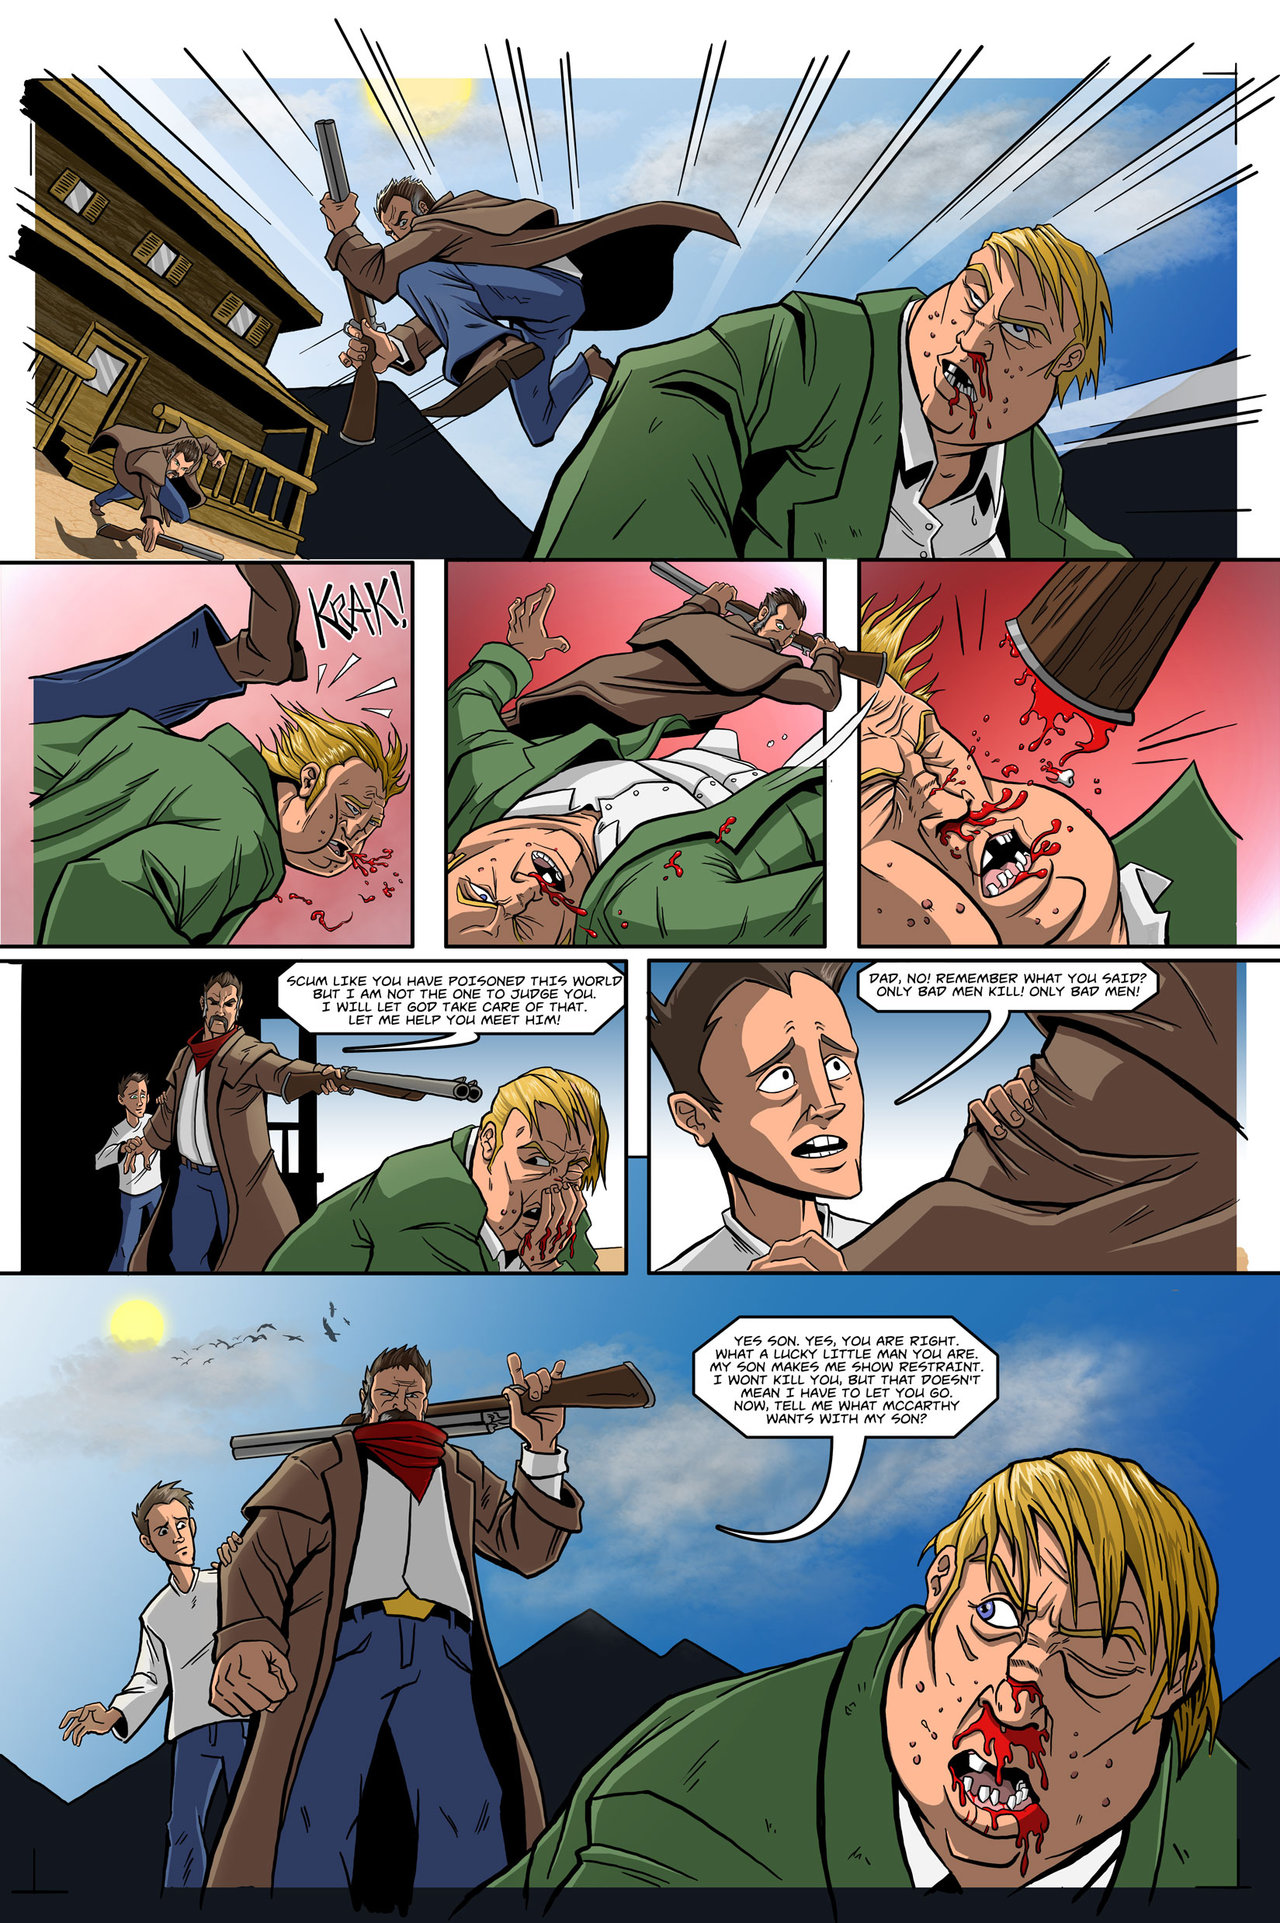 KRAK!
SCUM LIKE YOU HAVE POISONED THIS WORLD
BUT I AM NOT THE ONE TO JUDGE YOU.
I WILL LET GOD TAKE CARE OF THAT.
LET ME HELP YOU MEET HIM!
DAD, NO! REMEMBER WHAT YOU SAID?
ONLY BAD MEN KILL! ONLY BAD MEN!
YES SON. YES, YOU ARE RIGHT.
WHAT A LUCKY LITTLE MAN YOU ARE.
MY SON MAKES ME SHOW RESTRAINT.
I WONT KILL YOU, BUT THAT DOESN'T
MEAN I HAVE TO LET YOU GO.
NOW, TELL ME WHAT MCCARTHY
WANTS WITH MY SON?